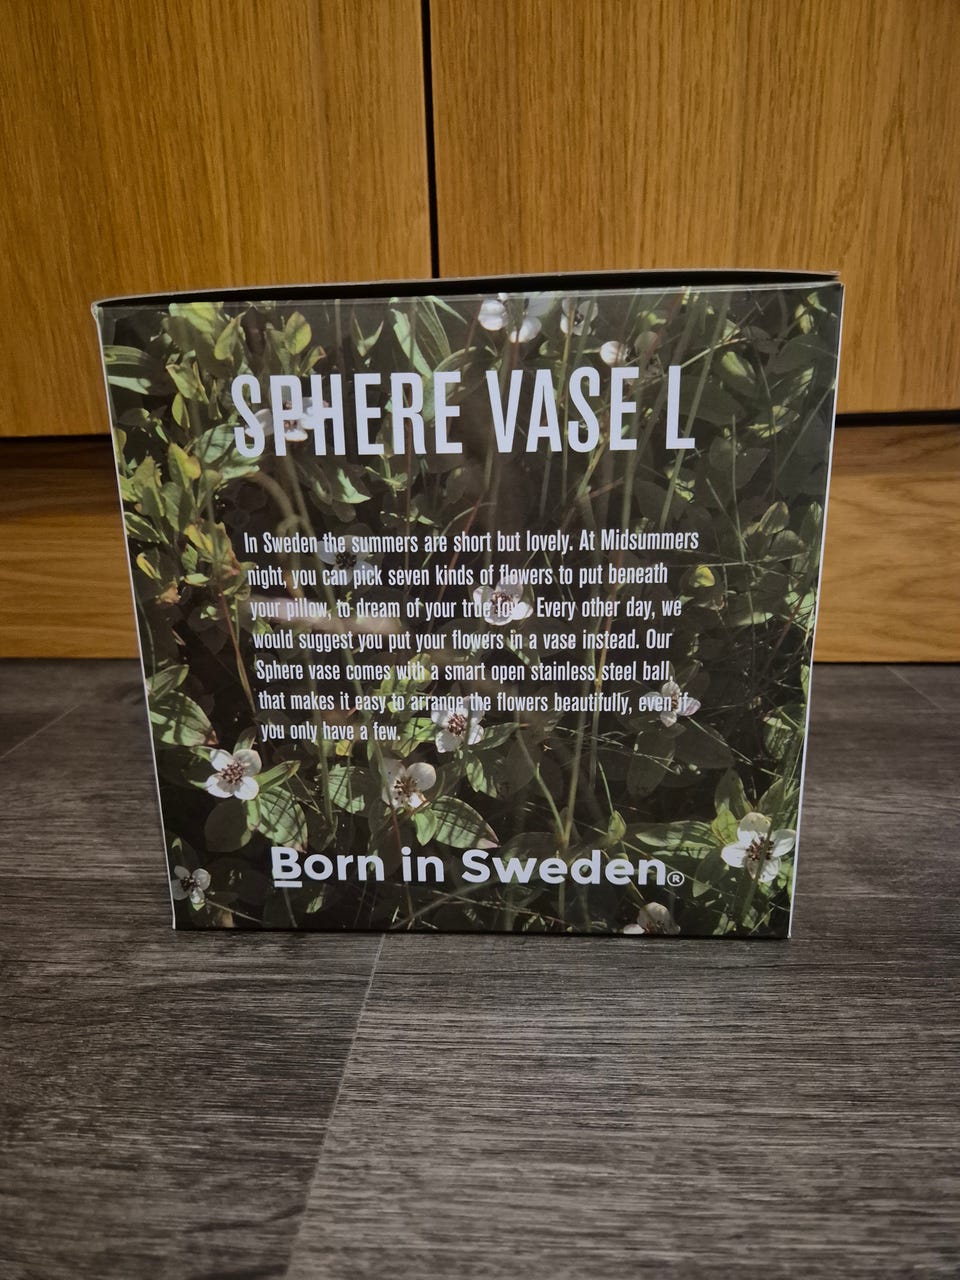 SPHERE VASE L
In Sweden the summers are short but lovely. At Midsummers
night, you can pick seven kinds of flowers to put beneath
your pillow, to dream of your true love. Every other day, we
would suggest you put your flowers in a vase instead. Our
Sphere vase comes with a smart open stainless steel ball,
that makes it easy to arrange the flowers beautifully, even if
you only have a few.
Born in Sweden®